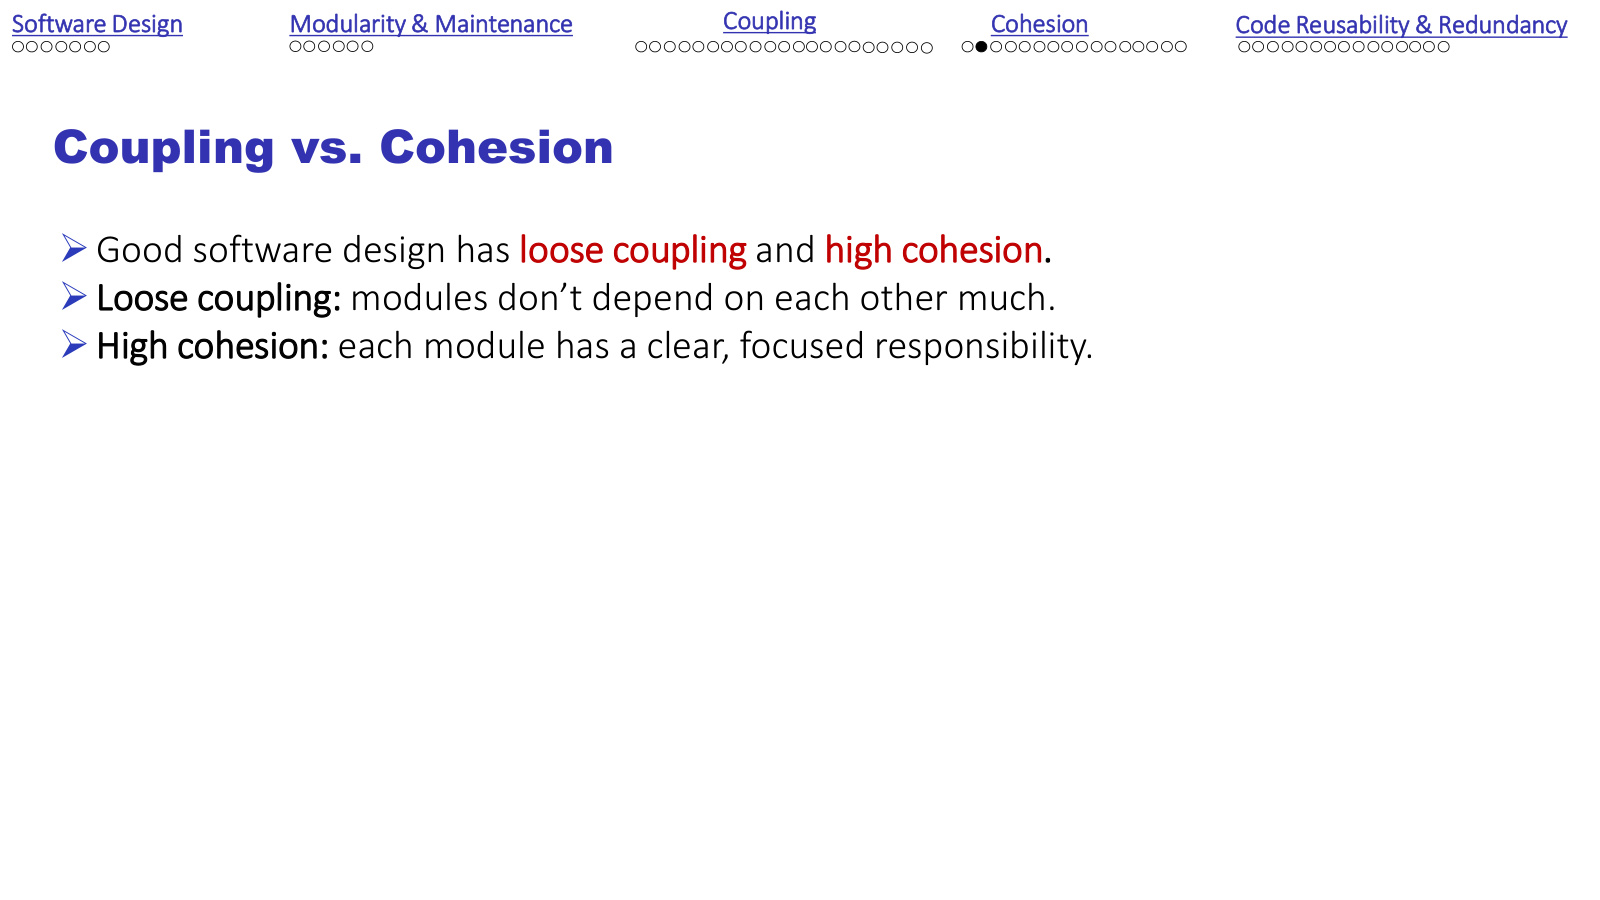 Software Design
Modularity & Maintenance
Coupling
Cohesion
Code Reusability & Redundancy
Coupling vs. Cohesion
Good software design has loose coupling and high cohesion.
Loose coupling: modules don’t depend on each other much.
High cohesion: each module has a clear, focused responsibility.